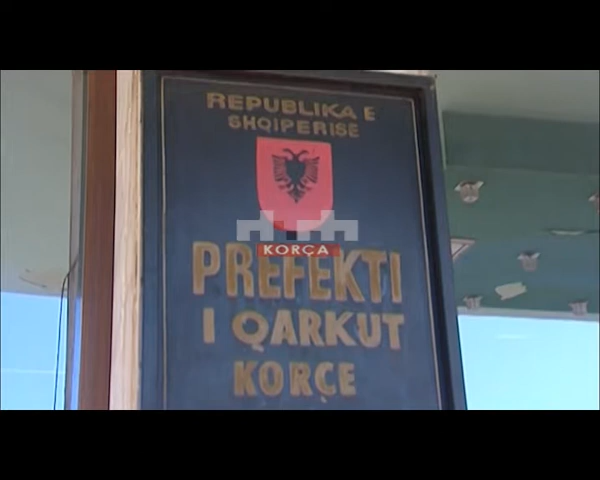 REPUBLIKA E
SHQIPERISE
KORÇA
PREFEKTI
I QARKUT
KORÇE